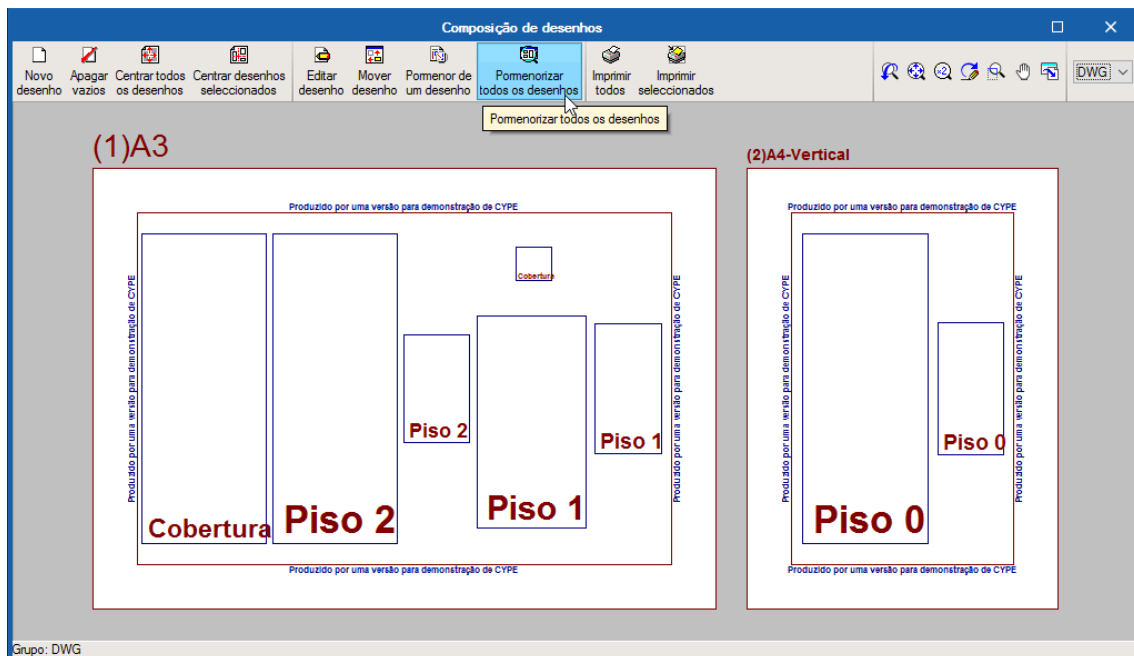 Composição de desenhos
Novo desenho
Apagar vazios
Centrar todos os desenhos
Centrar desenhos seleccionados
Editar desenho
Mover desenho
Pormenor de um desenho
Pormenorizar todos os desenhos
Imprimir todos
Imprimir seleccionados
x2
DWG
Pormenorizar todos os desenhos
(1)A3
Produzido por uma versão para demonstração de CYPE
Produzido por uma versão para demonstração de CYPE
Cobertura
Piso 2
Piso 2
Cobertura
Piso 1
Piso 1
Produzido por uma versão para demonstração de CYPE
Produzido por uma versão para demonstração de CYPE
(2)A4-Vertical
Produzido por uma versão para demonstração de CYPE
Produzido por uma versão para demonstração de CYPE
Piso 0
Piso 0
Produzido por uma versão para demonstração de CYPE
Produzido por uma versão para demonstração de CYPE
Grupo: DWG